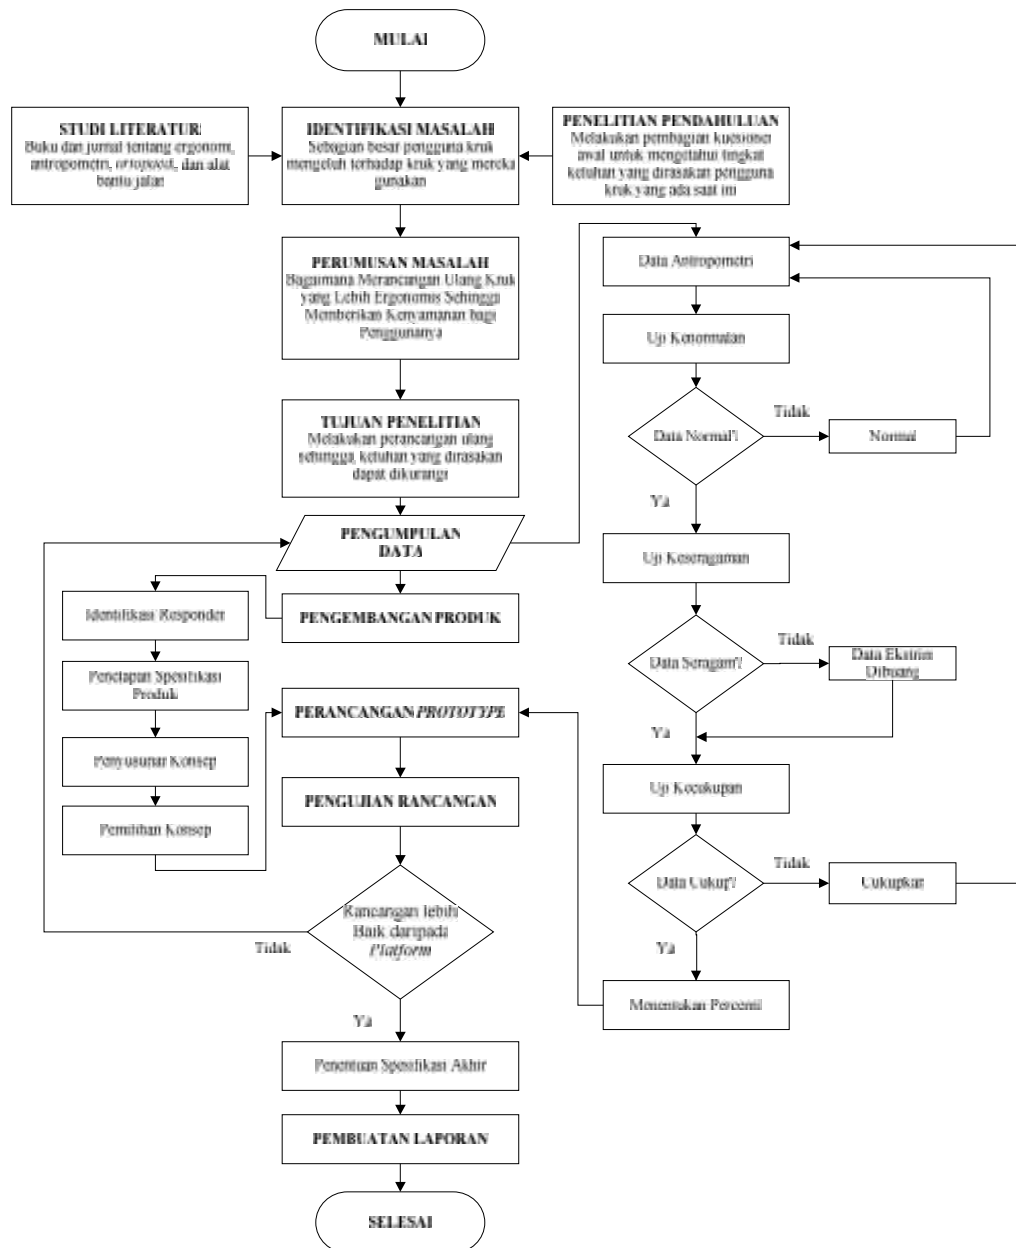 MULAI
STUDI LITERATUR
Buku dan jurnal tentang ergonomi,
antropometri, ortopedi, dan alat
bantu jalan
IDENTIFIKASI MASALAH
Sebagian besar pengguna kruk
mengeluh terhadap kruk yang mereka
gunakan
PENELITIAN PENDAHULUAN
Melakukan pembagian kuesioner
awal untuk mengetahui tingkat
keluhan yang dirasakan pengguna
kruk yang ada saat ini
PERUMUSAN MASALAH
Bagaimana Merancangan Ulang Kruk
yang Lebih Ergonomis Sehingga
Memberikan Kenyamanan bagi
Penggunanya
TUJUAN PENELITIAN
Melakukan perancangan ulang
sehingga, keluhan yang dirasakan
dapat dikurangi
PENGUMPULAN
DATA
PENGEMBANGAN PRODUK
Identifikasi Responden
Penetapan Spesifikasi
Produk
Penyusunan Konsep
Pemilihan Konsep
PERANCANGAN PROTOTYPE
PENGUJIAN RANCANGAN
Rancangan lebih
Baik daripada
Platform
Tidak
Ya
Penentuan Spesifikasi Akhir
PEMBUATAN LAPORAN
SELESAI
Data Antropometri
Uji Kenormalan
Data Normal?
Tidak
Normal
Ya
Uji Keseragaman
Data Seragam?
Tidak
Data Ekstrim
Dibuang
Ya
Uji Kecukupan
Data Cukup?
Tidak
Cukupkan
Ya
Menentukan Percentil